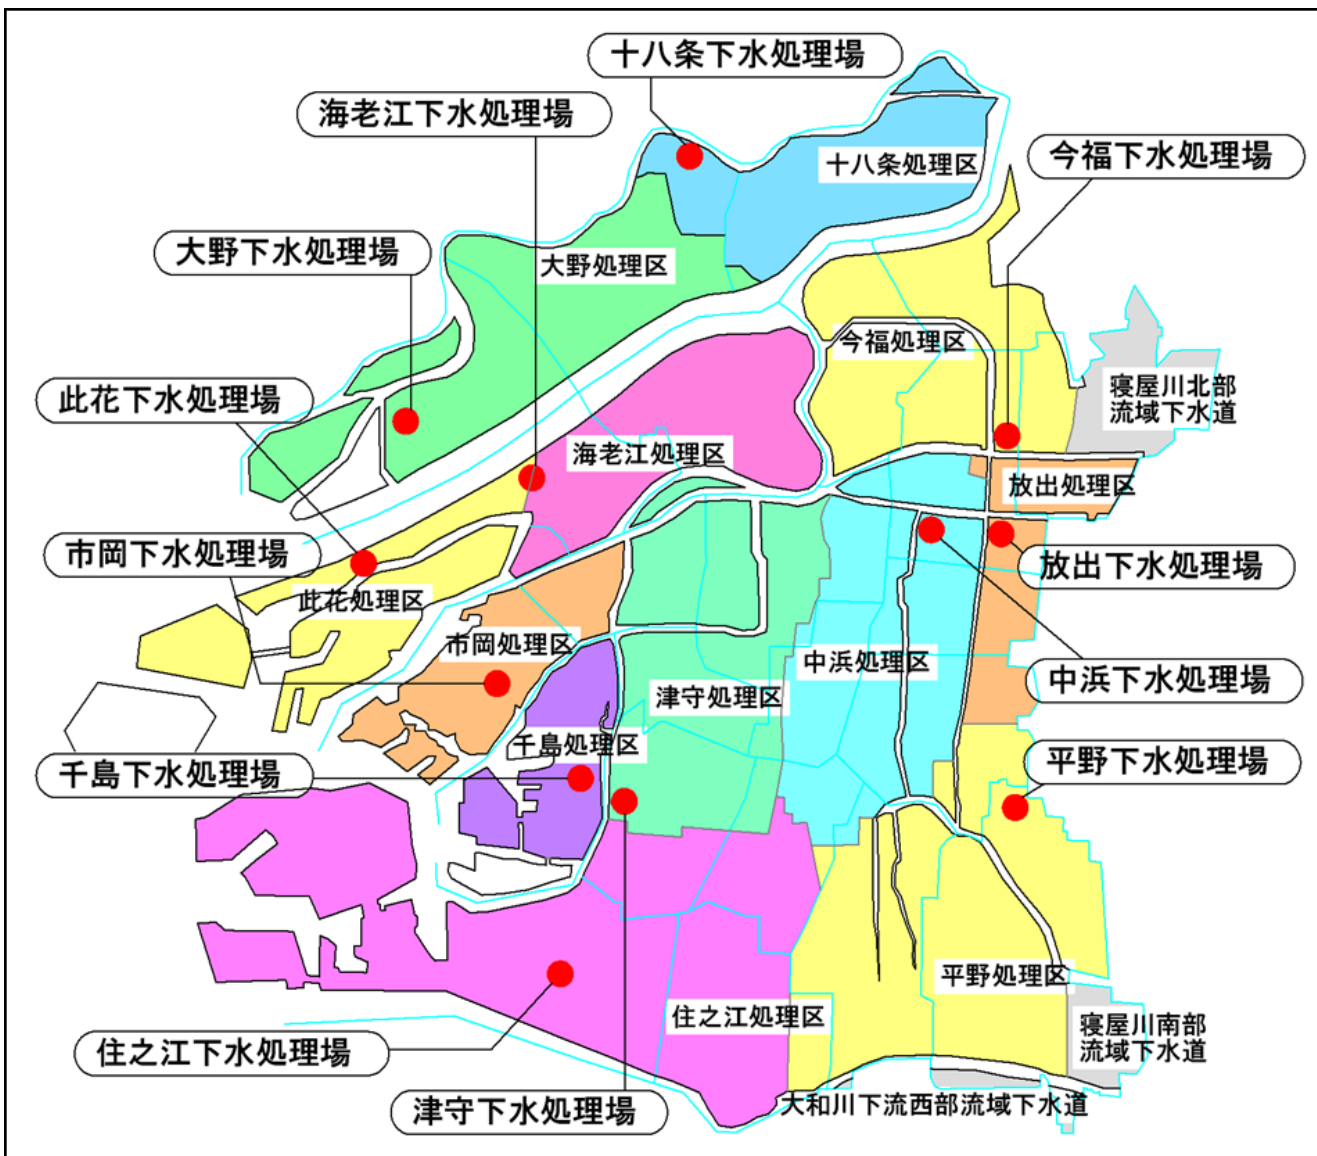 十八条下水処理場
海老江下水処理場
今福下水処理場
十八条処理区
大野下水処理場
大野処理区
今福処理区
寝屋川北部
流域下水道
此花下水処理場
海老江処理区
放出処理区
市岡下水処理場
放出下水処理場
此花処理区
市岡処理区
中浜処理区
中浜下水処理場
津守処理区
千島処理区
千島下水処理場
平野下水処理場
平野処理区
住之江処理区
寝屋川南部
流域下水道
住之江下水処理場
津守下水処理場
大和川下流西部流域下水道